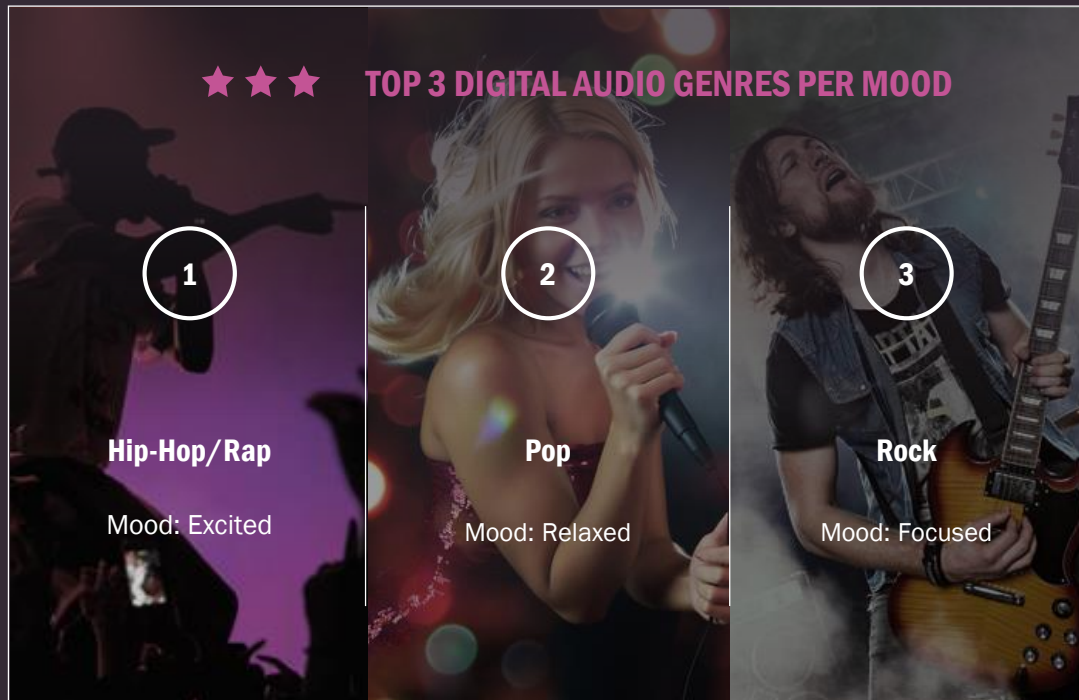 TOP 3 DIGITAL AUDIO GENRES PER MOOD
1
Hip-Hop/Rap
Mood: Excited
2
Pop
Mood: Relaxed
3
Rock
Mood: Focused